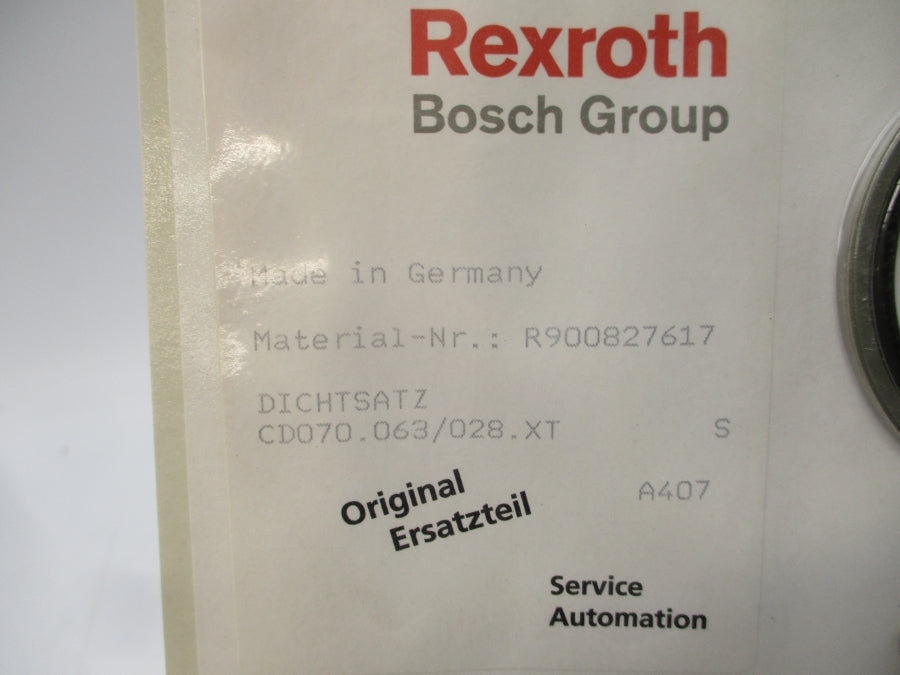 Rexroth
Bosch Group
Made in Germany
Material-Nr.: R900827617
DICHTSATZ
CD070.063/028.XT S
A407
Original
Ersatzteil
Service
Automation